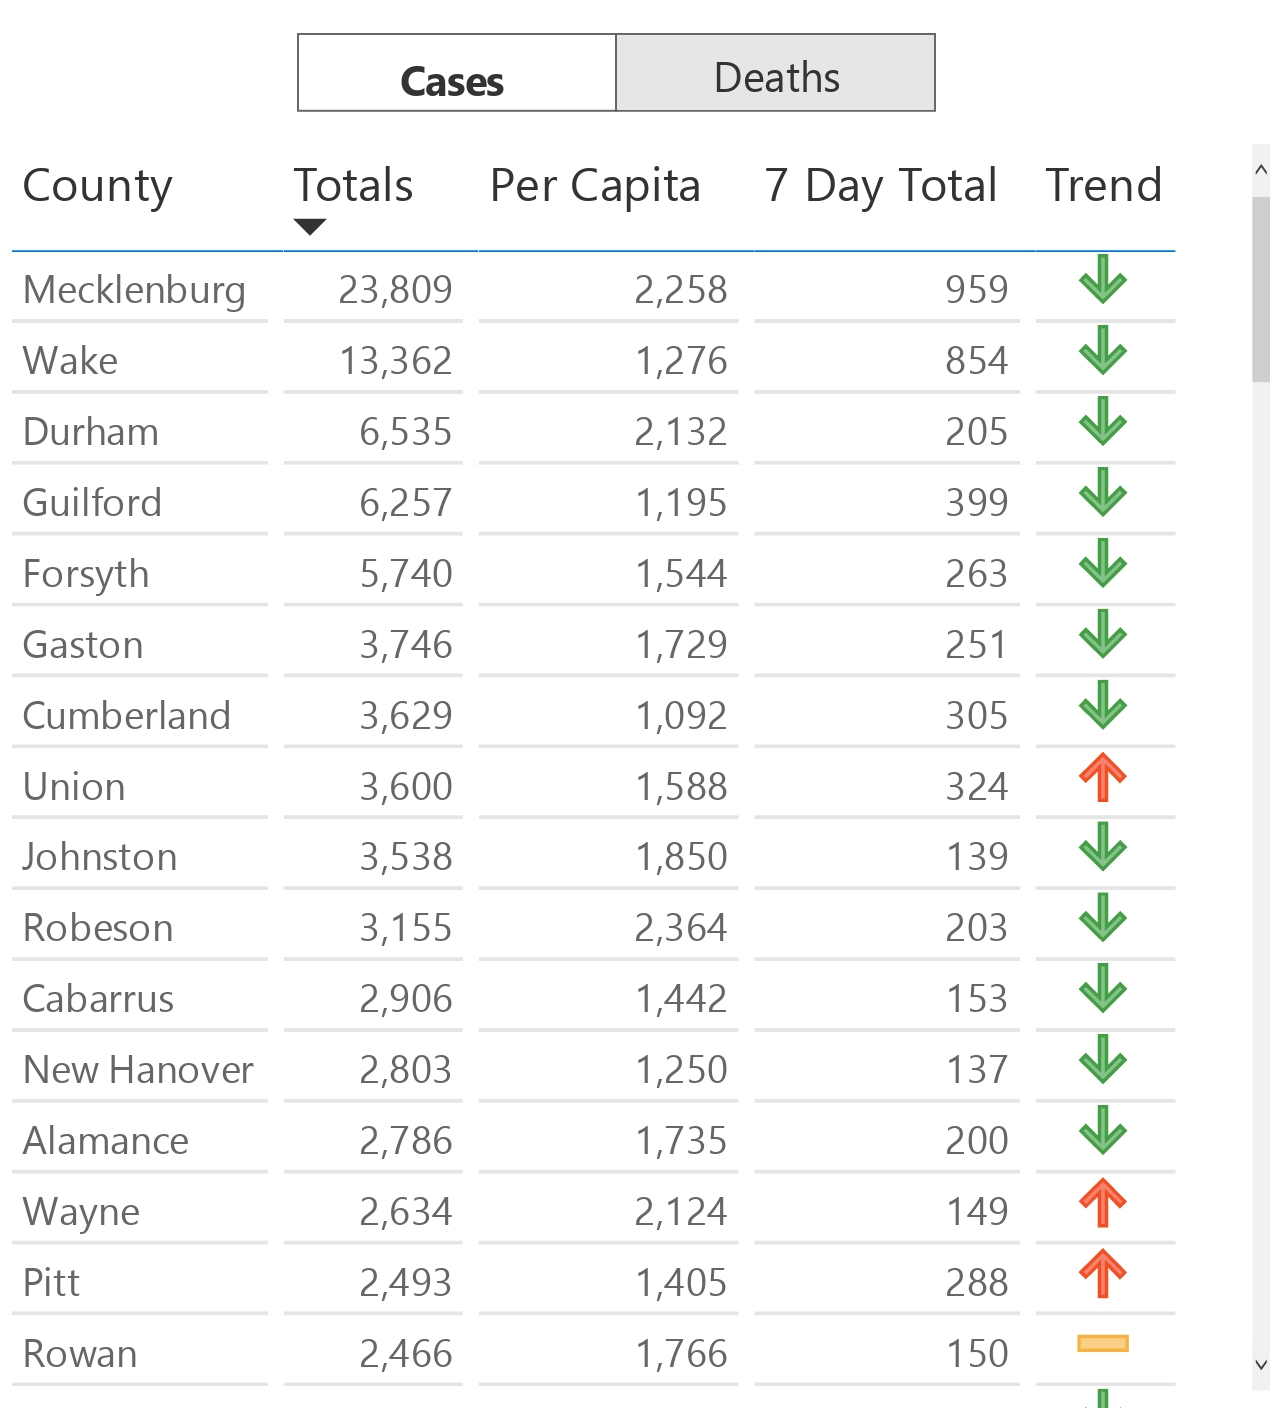 Cases Deaths
County Totals Per Capita 7 Day Total Trend
Mecklenburg 23,809 2,258 959
Wake 13,362 1,276 854
Durham 6,535 2,132 205
Guilford 6,257 1,195 399
Forsyth 5,740 1,544 263
Gaston 3,746 1,729 251
Cumberland 3,629 1,092 305
Union 3,600 1,588 324
Johnston 3,538 1,850 139
Robeson 3,155 2,364 203
Cabarrus 2,906 1,442 153
New Hanover 2,803 1,250 137
Alamance 2,786 1,735 200
Wayne 2,634 2,124 149
Pitt 2,493 1,405 288
Rowan 2,466 1,766 150